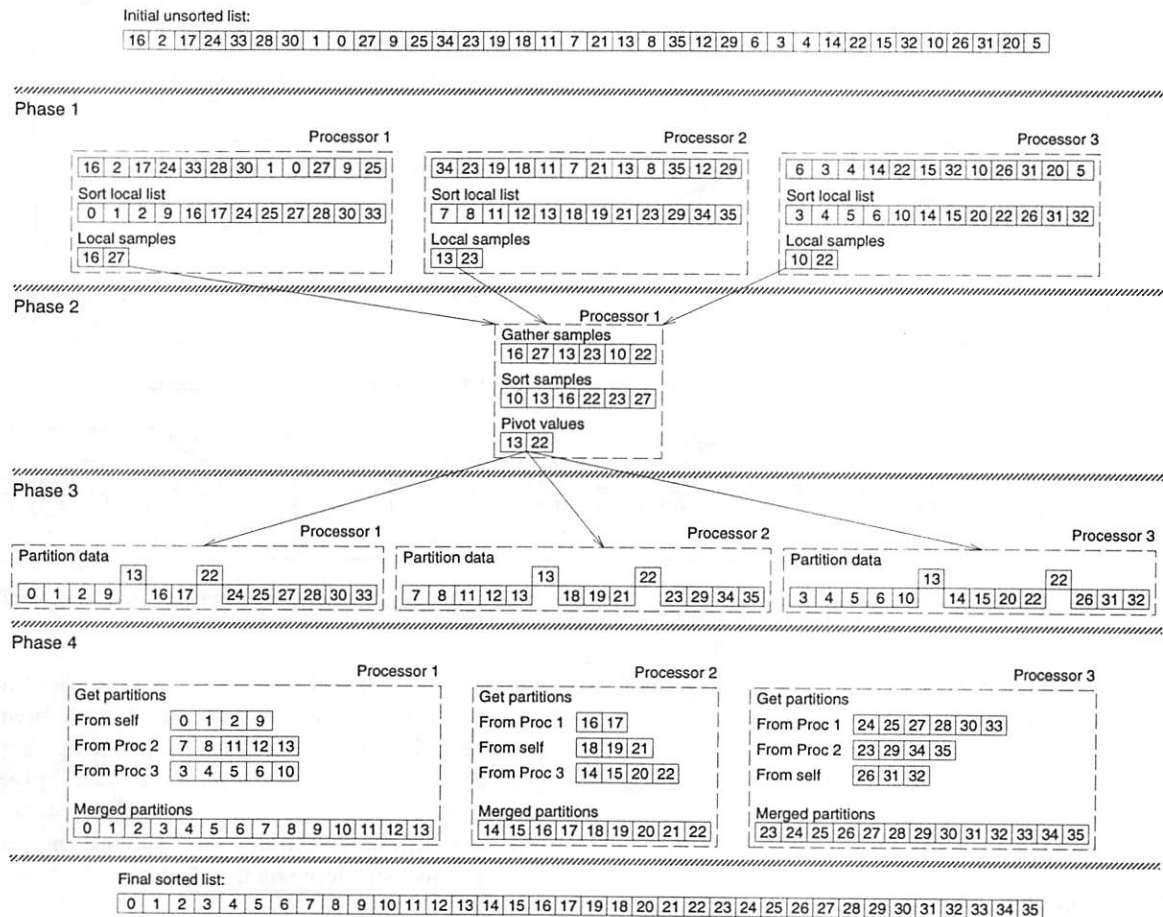 Initial unsorted list:
16 2 17 24 33 28 30 1 0 27 9 25 34 23 19 18 11 7 21 13 8 35 12 29 6 3 4 14 22 15 32 10 26 31 20 5
Phase 1
Processor 1
16 2 17 24 33 28 30 1 0 27 9 25
Sort local list
0 1 2 9 16 17 24 25 27 28 30 33
Local samples
16 27
Processor 2
34 23 19 18 11 7 21 13 8 35 12 29
Sort local list
7 8 11 12 13 18 19 21 23 29 34 35
Local samples
13 23
Processor 3
6 3 4 14 22 15 32 10 26 31 20 5
Sort local list
3 4 5 6 10 14 15 20 22 26 31 32
Local samples
10 22
Phase 2
Processor 1
Gather samples
16 27 13 23 10 22
Sort samples
10 13 16 22 23 27
Pivot values
13 22
Phase 3
Processor 1
Partition data
13 22
0 1 2 9 16 17 24 25 27 28 30 33
Processor 2
Partition data
13 22
7 8 11 12 13 18 19 21 23 29 34 35
Processor 3
Partition data
13 22
3 4 5 6 10 14 15 20 22 26 31 32
Phase 4
Processor 1
Get partitions
From self 0 1 2 9
From Proc 2 7 8 11 12 13
From Proc 3 3 4 5 6 10
Merged partitions
0 1 2 3 4 5 6 7 8 9 10 11 12 13
Processor 2
Get partitions
From Proc 1 16 17
From self 18 19 21
From Proc 3 14 15 20 22
Merged partitions
14 15 16 17 18 19 20 21 22
Processor 3
Get partitions
From Proc 1 24 25 27 28 30 33
From Proc 2 23 29 34 35
From self 26 31 32
Merged partitions
23 24 25 26 27 28 29 30 31 32 33 34 35
Final sorted list:
0 1 2 3 4 5 6 7 8 9 10 11 12 13 14 15 16 17 18 19 20 21 22 23 24 25 26 27 28 29 30 31 32 33 34 35